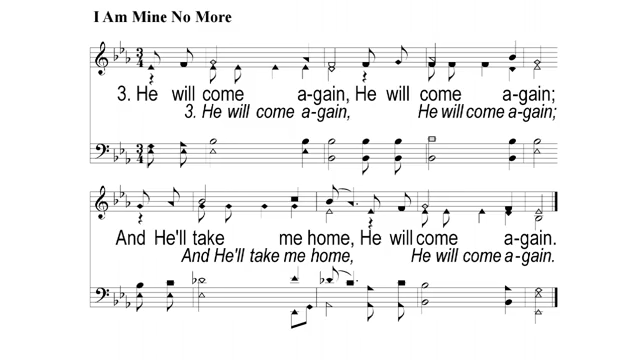 I Am Mine No More
3. He will come a-gain, He will come a-gain;
3. He will come a-gain, He will come a-gain;
And He'll take me home, He will come a-gain.
And He'll take me home, He will come a-gain.